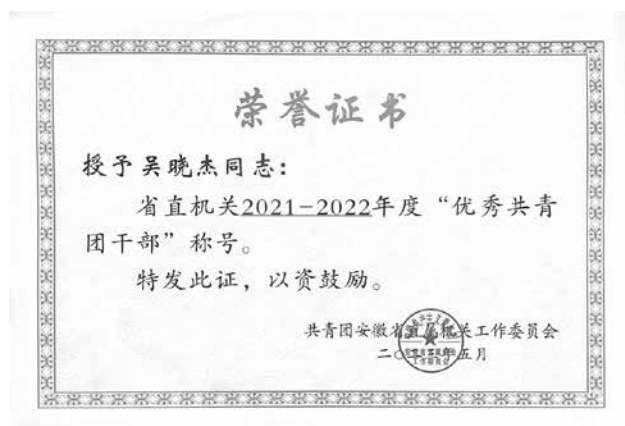 荣誉证书
授予吴晓杰同志：
省直机关2021-2022年度“优秀共青
团干部”称号。
特发此证，以资鼓励。
共青团安徽省直属机关工作委员会
二〇 年五月